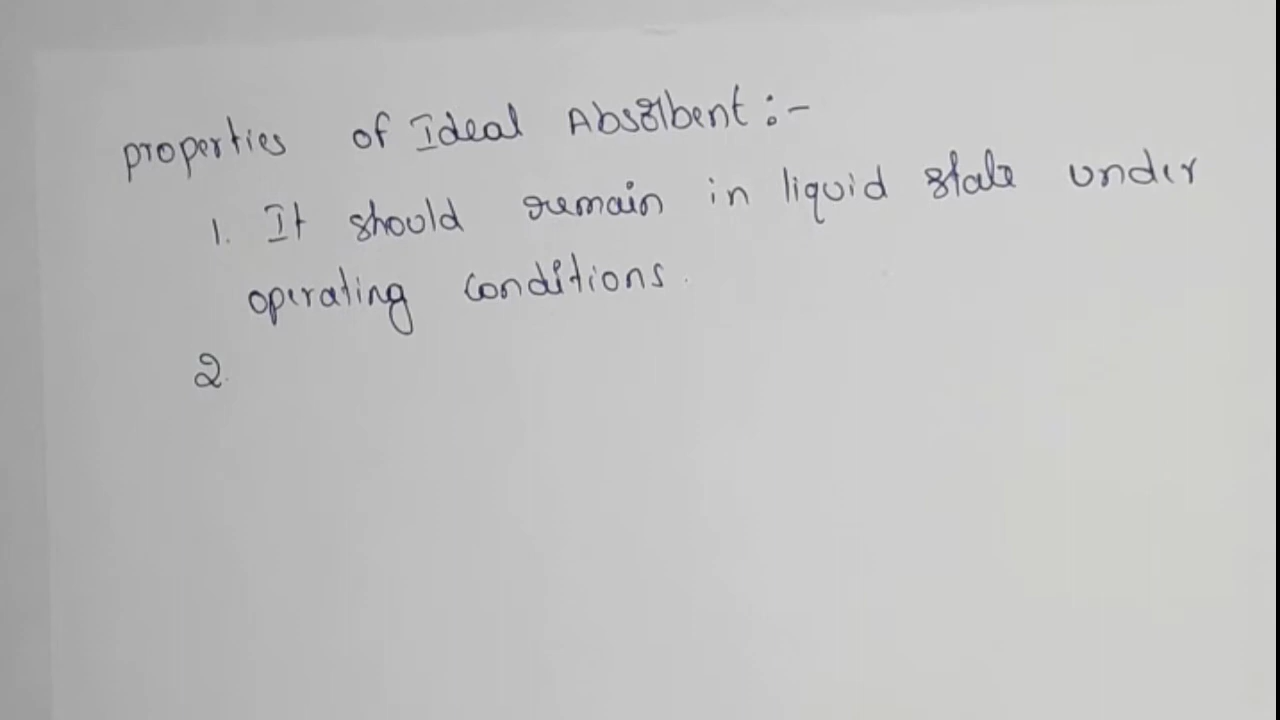 properties of Ideal Absorbent :-
1. It should remain in liquid state under
operating conditions.
2.